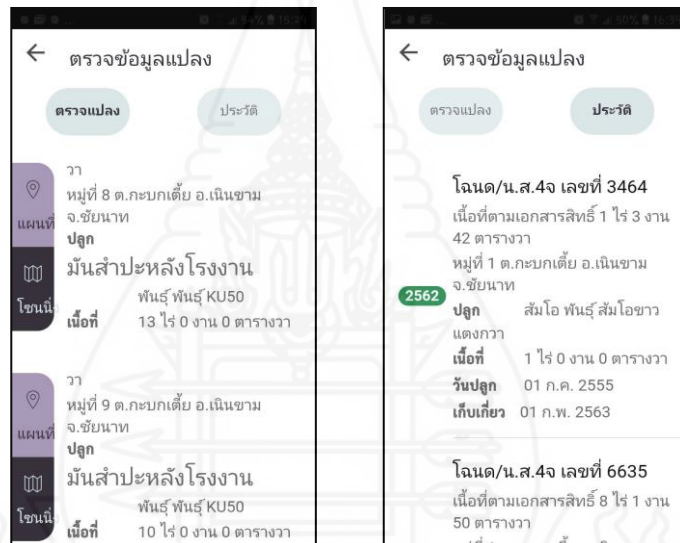 54% 15:29
ตรวจข้อมูลแปลง
ตรวจแปลง
ประวัติ
วา
หมู่ที่ 8 ต.กะบกเตี้ย อ.เนินขาม
จ.ชัยนาท
แผนที่
ปลูก
มันสำปะหลังโรงงาน
โซนนิ่ง
พันธุ์ พันธุ์ KU50
เนื้อที่ 13 ไร่ 0 งาน 0 ตารางวา
วา
หมู่ที่ 9 ต.กะบกเตี้ย อ.เนินขาม
จ.ชัยนาท
แผนที่
ปลูก
มันสำปะหลังโรงงาน
โซนนิ่ง
พันธุ์ พันธุ์ KU50
เนื้อที่ 10 ไร่ 0 งาน 0 ตารางวา
50%
ตรวจข้อมูลแปลง
ตรวจแปลง
ประวัติ
โฉนด/น.ส.4จ เลขที่ 3464
เนื้อที่ตามเอกสารสิทธิ์ 1 ไร่ 3 งาน
42 ตารางวา
หมู่ที่ 1 ต.กะบกเตี้ย อ.เนินขาม
จ.ชัยนาท
2562
ปลูก ส้มโอ พันธุ์ ส้มโอขาว
แตงกวา
เนื้อที่ 1 ไร่ 0 งาน 0 ตารางวา
วันปลูก 01 ก.ค. 2555
เก็บเกี่ยว 01 ก.พ. 2563
โฉนด/น.ส.4จ เลขที่ 6635
เนื้อที่ตามเอกสารสิทธิ์ 8 ไร่ 1 งาน
50 ตารางวา